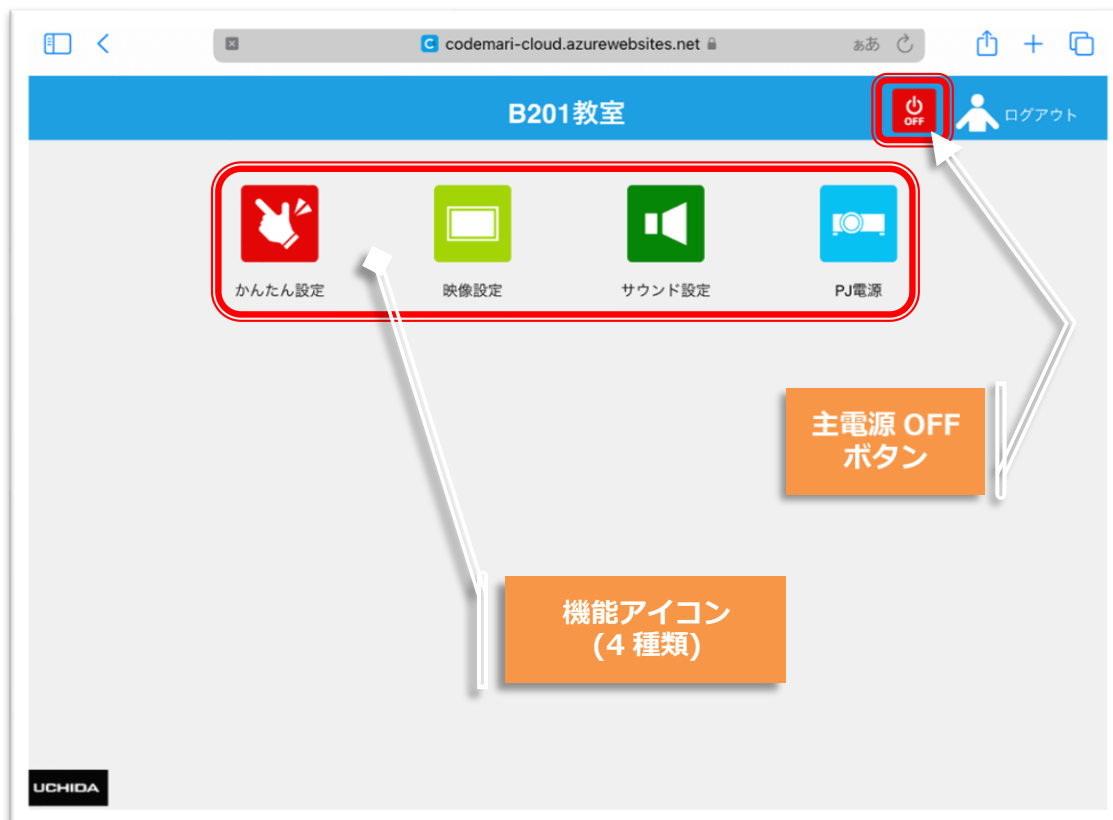 codemari-cloud.azurewebsites.net
ああ
B201教室
OFF
ログアウト
かんたん設定
映像設定
サウンド設定
PJ電源
主電源 OFF
ボタン
機能アイコン
(4 種類)
UCHIDA